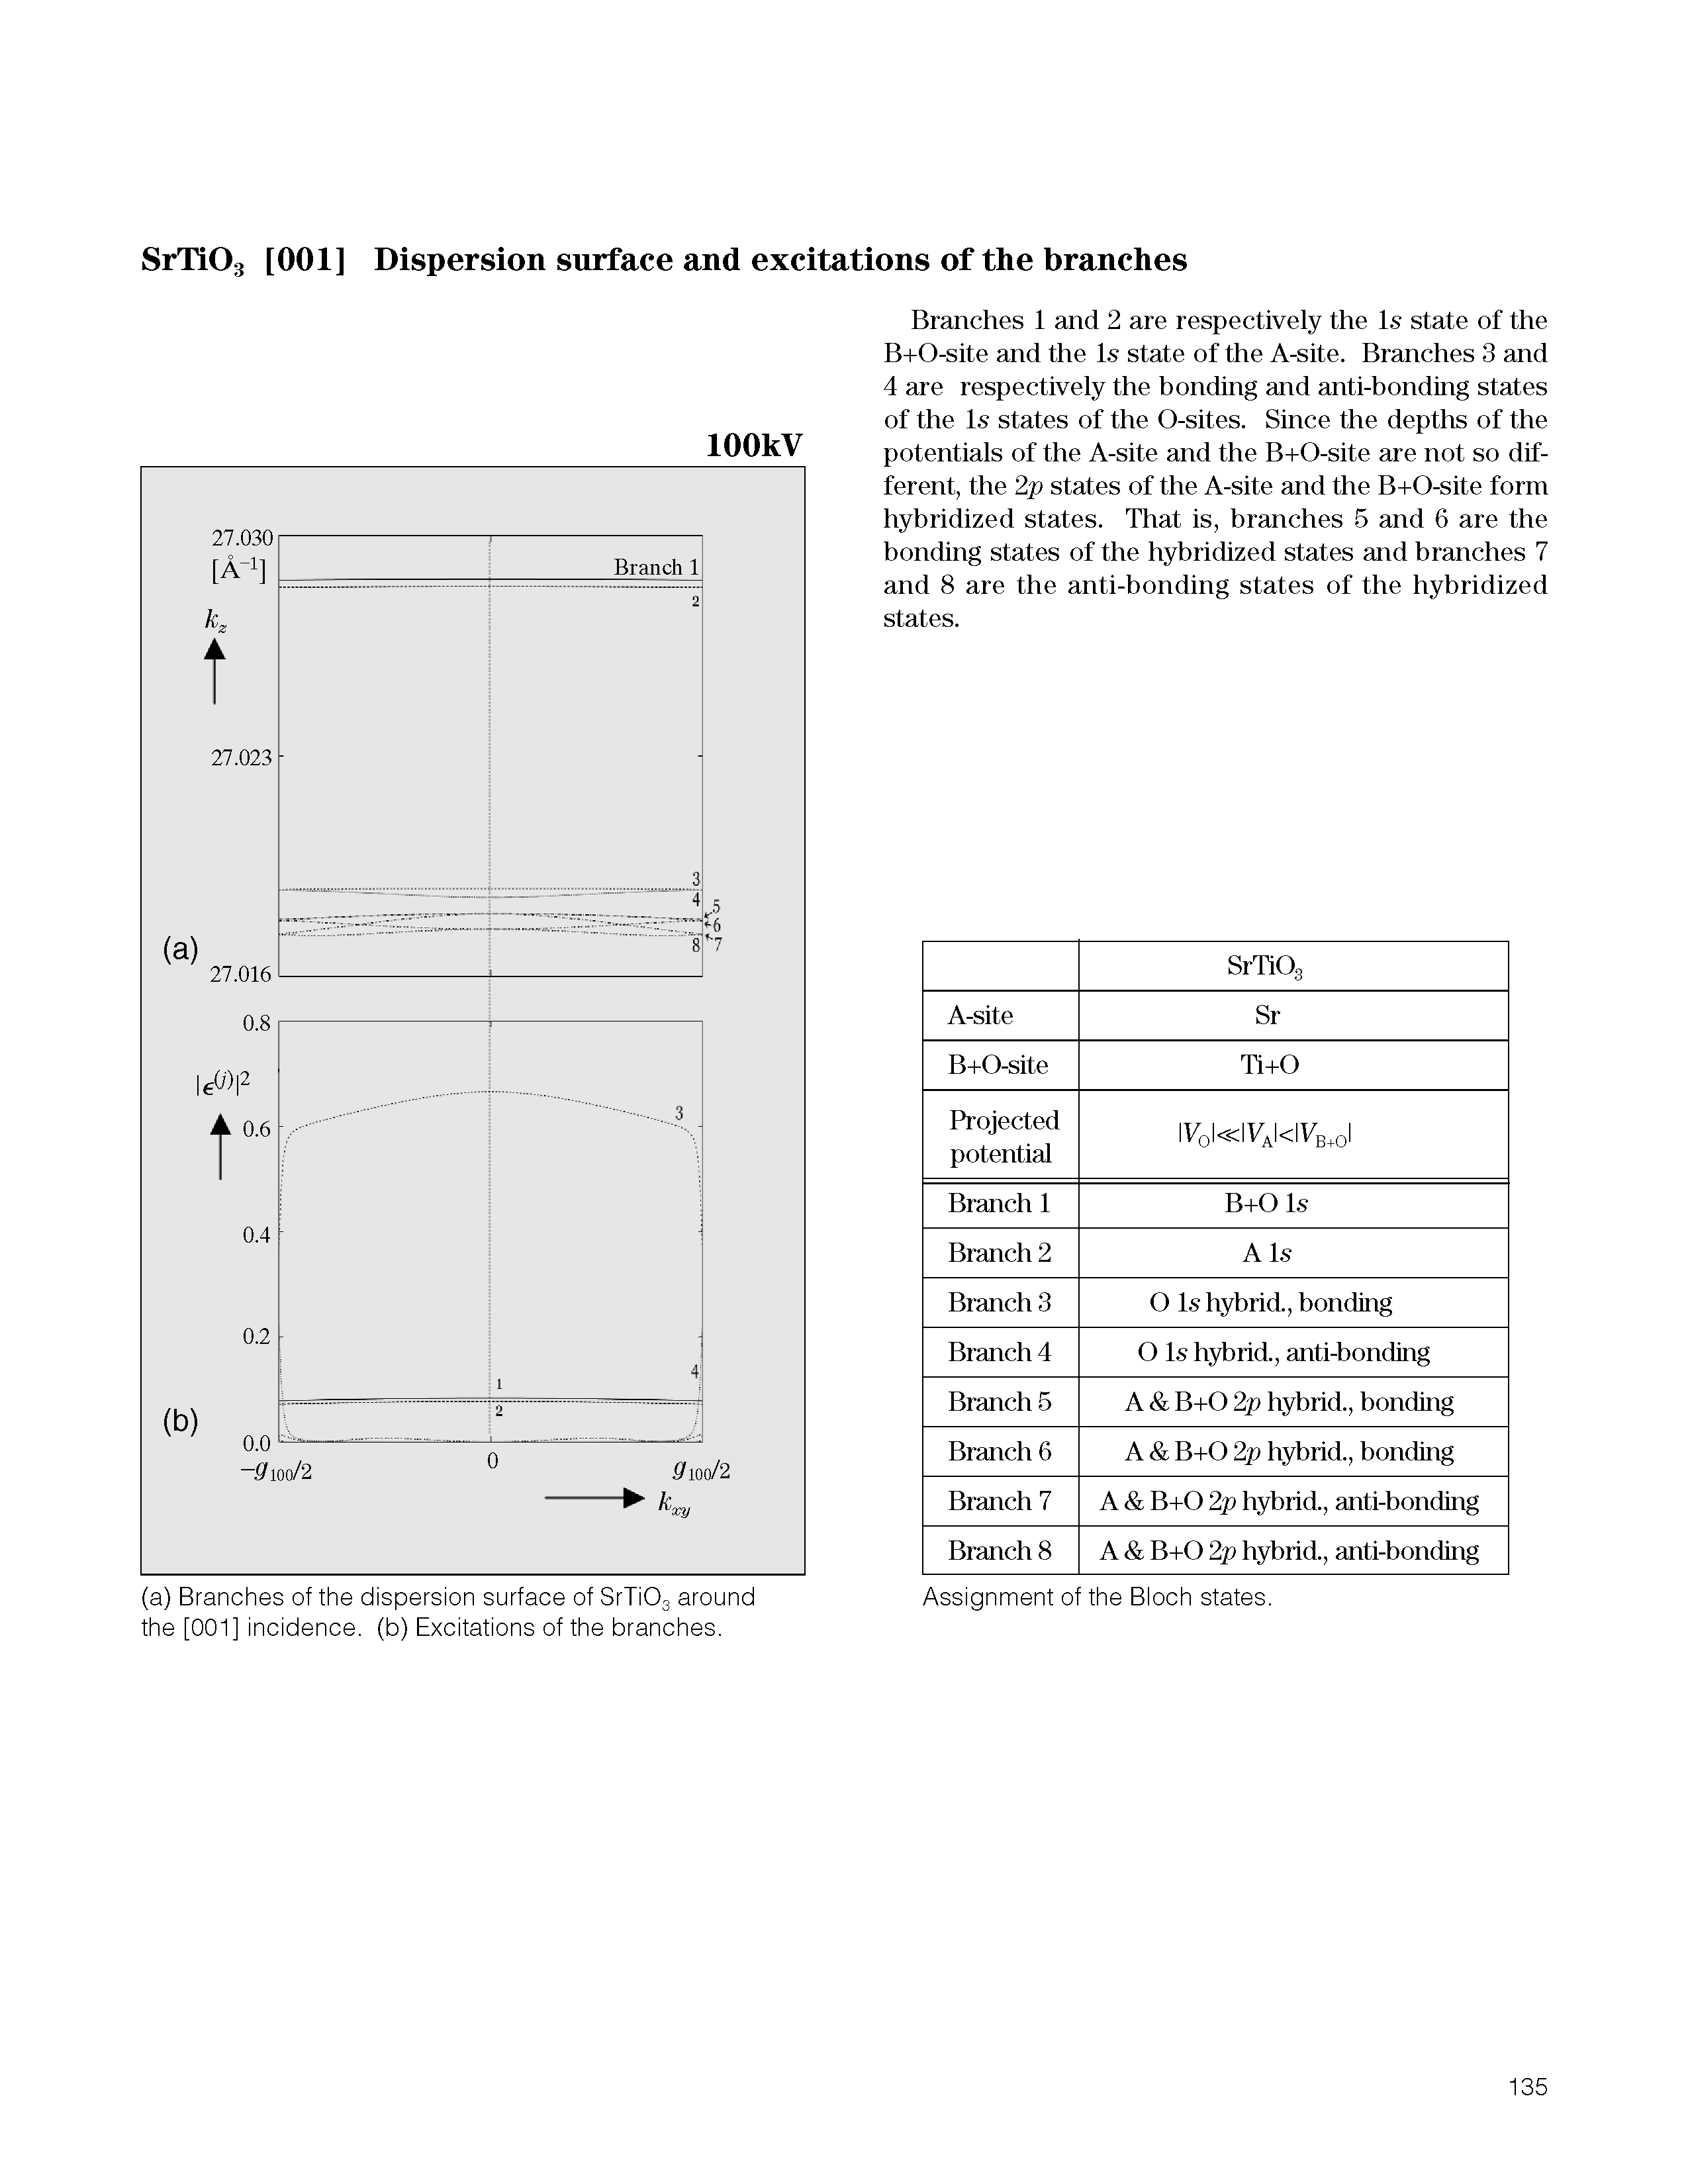 SrTiO₃ [001] Dispersion surface and excitations of the branches
Branches 1 and 2 are respectively the 1s state of the
B+O-site and the 1s state of the A-site. Branches 3 and
4 are respectively the bonding and anti-bonding states
of the 1s states of the O-sites. Since the depths of the
potentials of the A-site and the B+O-site are not so dif-
ferent, the 2p states of the A-site and the B+O-site form
hybridized states. That is, branches 5 and 6 are the
bonding states of the hybridized states and branches 7
and 8 are the anti-bonding states of the hybridized
states.
100kV
27.030
[Å⁻¹]
Branch 1
2
k_z
27.023
3
4
5
6
8 7
(a)
27.016
0.8
|ϵ^(j)|²
3
0.6
0.4
0.2
4
1
2
(b)
0.0
−g₁₀₀/2
0
g₁₀₀/2
k_xy
(a) Branches of the dispersion surface of SrTiO₃ around
the [001] incidence. (b) Excitations of the branches.
SrTiO₃
A-site Sr
B+O-site Ti+O
Projected
potential
|V_O|≪|V_A|<|V_B+O|
Branch 1 B+O 1s
Branch 2 A 1s
Branch 3 O 1s hybrid., bonding
Branch 4 O 1s hybrid., anti-bonding
Branch 5 A & B+O 2p hybrid., bonding
Branch 6 A & B+O 2p hybrid., bonding
Branch 7 A & B+O 2p hybrid., anti-bonding
Branch 8 A & B+O 2p hybrid., anti-bonding
Assignment of the Bloch states.
135